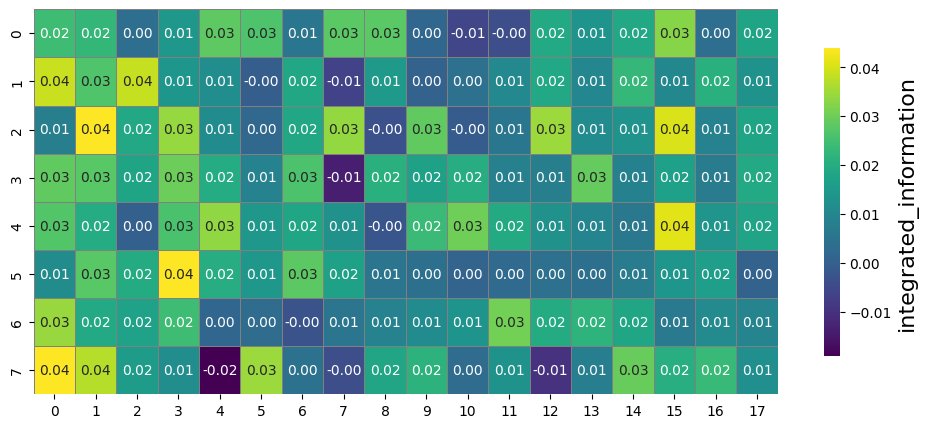 0 0.02 0.02 0.00 0.01 0.03 0.03 0.01 0.03 0.03 0.00 -0.01 -0.00 0.02 0.01 0.02 0.03 0.00 0.02
1 0.04 0.03 0.04 0.01 0.01 -0.00 0.02 -0.01 0.01 0.00 0.00 0.01 0.02 0.01 0.02 0.01 0.02 0.01
2 0.01 0.04 0.02 0.03 0.01 0.00 0.02 0.03 -0.00 0.03 -0.00 0.01 0.03 0.01 0.01 0.04 0.01 0.02
3 0.03 0.03 0.02 0.03 0.02 0.01 0.03 -0.01 0.02 0.02 0.02 0.01 0.01 0.03 0.01 0.02 0.01 0.02
4 0.03 0.02 0.00 0.03 0.03 0.01 0.02 0.01 -0.00 0.02 0.03 0.02 0.01 0.01 0.01 0.04 0.01 0.02
5 0.01 0.03 0.02 0.04 0.02 0.01 0.03 0.02 0.01 0.00 0.00 0.00 0.00 0.00 0.01 0.01 0.02 0.00
6 0.03 0.02 0.02 0.02 0.00 0.00 -0.00 0.01 0.01 0.01 0.01 0.03 0.02 0.02 0.02 0.01 0.01 0.01
7 0.04 0.04 0.02 0.01 -0.02 0.03 0.00 -0.00 0.02 0.02 0.00 0.01 -0.01 0.01 0.03 0.02 0.02 0.01
0 1 2 3 4 5 6 7 8 9 10 11 12 13 14 15 16 17
0.04
0.03
0.02
0.01
0.00
−0.01
integrated_information